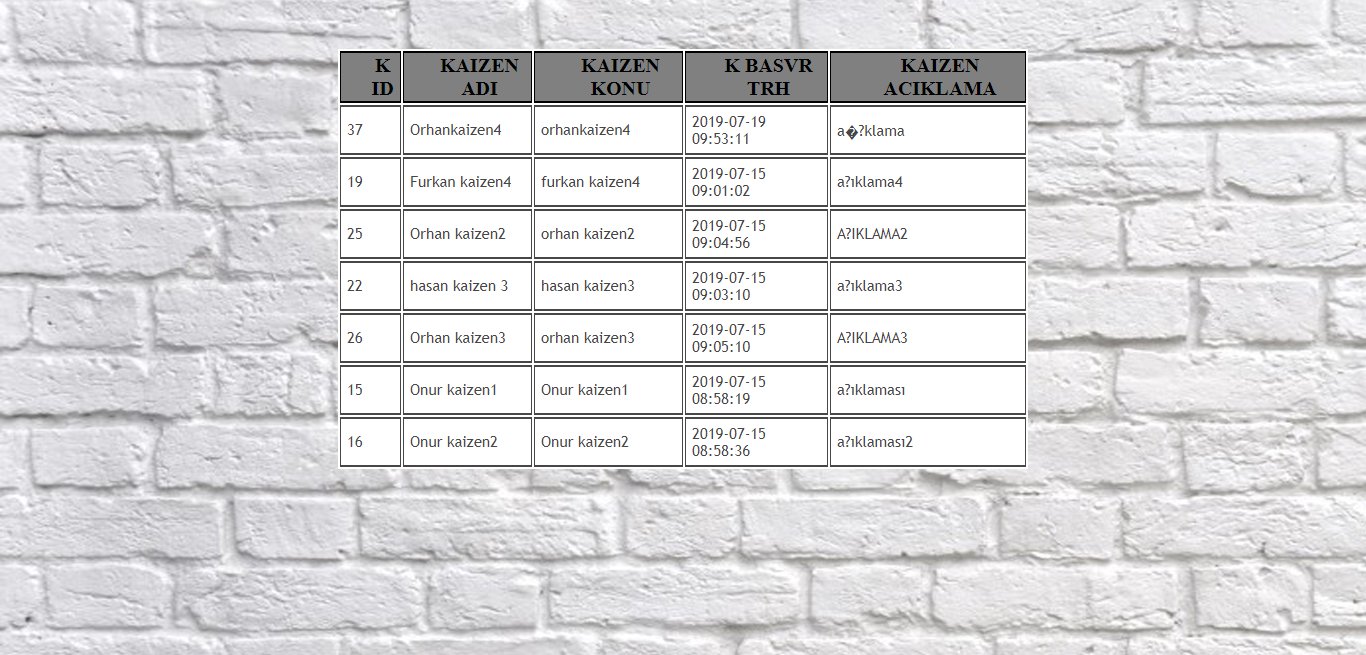 K ID KAIZEN ADI KAIZEN KONU K BASVR TRH KAIZEN ACIKLAMA
37 Orhankaizen4 orhankaizen4 2019-07-19 09:53:11 a�?klama
19 Furkan kaizen4 furkan kaizen4 2019-07-15 09:01:02 a?ıklama4
25 Orhan kaizen2 orhan kaizen2 2019-07-15 09:04:56 A?IKLAMA2
22 hasan kaizen 3 hasan kaizen3 2019-07-15 09:03:10 a?ıklama3
26 Orhan kaizen3 orhan kaizen3 2019-07-15 09:05:10 A?IKLAMA3
15 Onur kaizen1 Onur kaizen1 2019-07-15 08:58:19 a?ıklaması
16 Onur kaizen2 Onur kaizen2 2019-07-15 08:58:36 a?ıklaması2